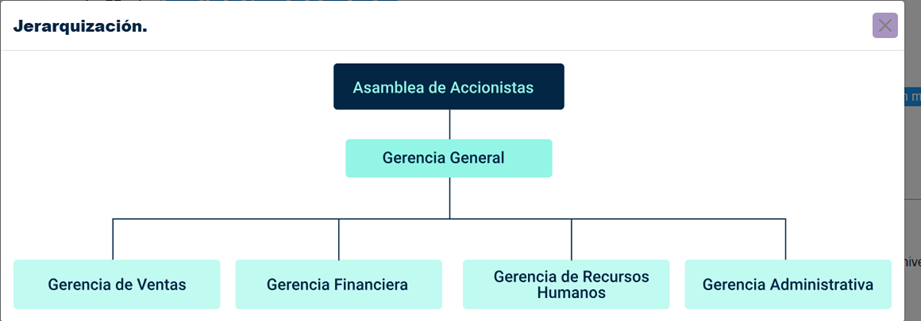 Jerarquización.
Asamblea de Accionistas
Gerencia General
Gerencia de Ventas
Gerencia Financiera
Gerencia de Recursos
Humanos
Gerencia Administrativa